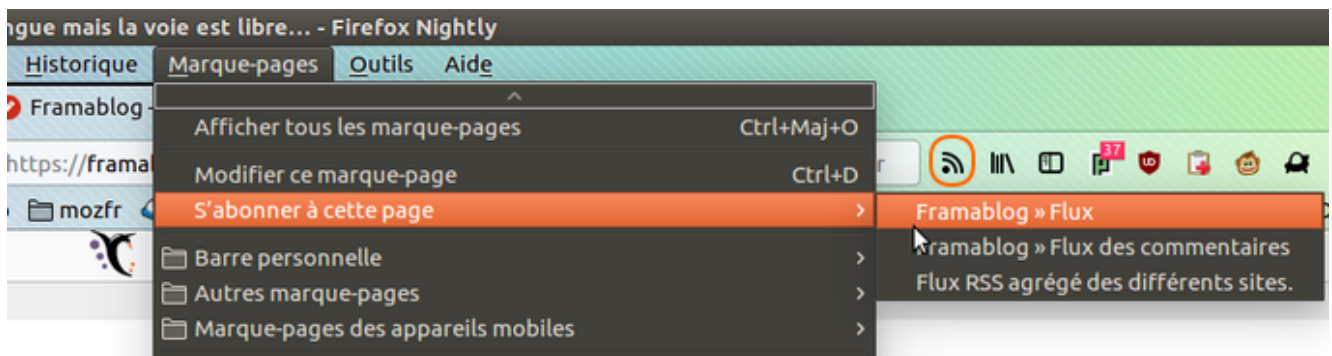 ngue mais la voie est libre... - Firefox Nightly
Historique Marque-pages Outils Aide
Framablog -
Afficher tous les marque-pages Ctrl+Maj+O
https://framal
37
Modifier ce marque-page Ctrl+D
mozfr
S'abonner à cette page
Framablog » Flux
Framablog » Flux des commentaires
Barre personnelle
Flux RSS agrégé des différents sites.
Autres marque-pages
Marque-pages des appareils mobiles